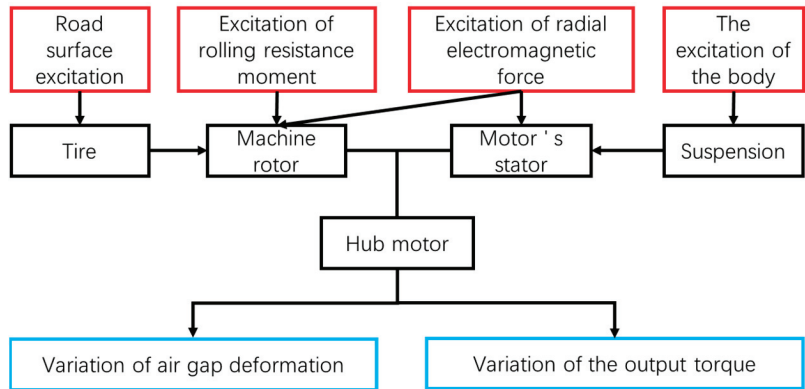 Road
surface
excitation
Excitation of
rolling resistance
moment
Excitation of radial
electromagnetic
force
The
excitation of
the body
Tire
Machine
rotor
Motor ' s
stator
Suspension
Hub motor
Variation of air gap deformation
Variation of the output torque